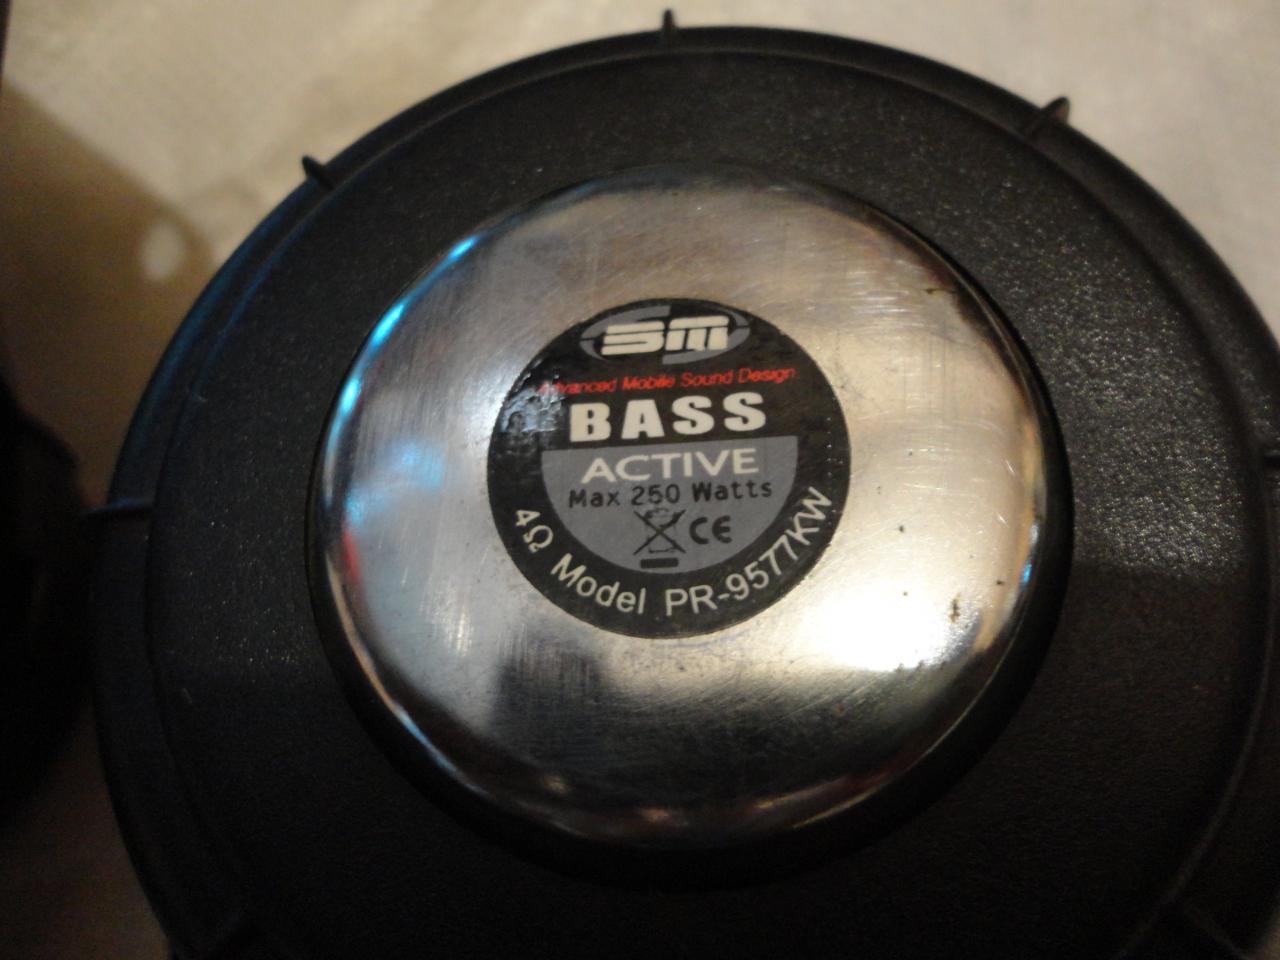 SM
Advanced Mobile Sound Design
BASS
ACTIVE
Max 250 Watts
CE
4Ω Model PR-9577KW